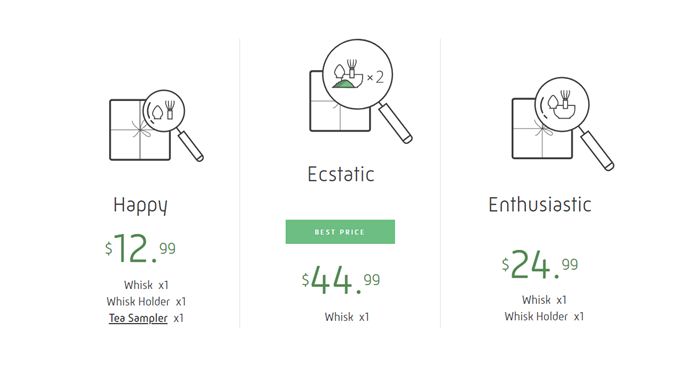 × 2
Happy
$12.99
Whisk x1
Whisk Holder x1
Tea Sampler x1
Ecstatic
BEST PRICE
$44.99
Whisk x1
Enthusiastic
$24.99
Whisk x1
Whisk Holder x1